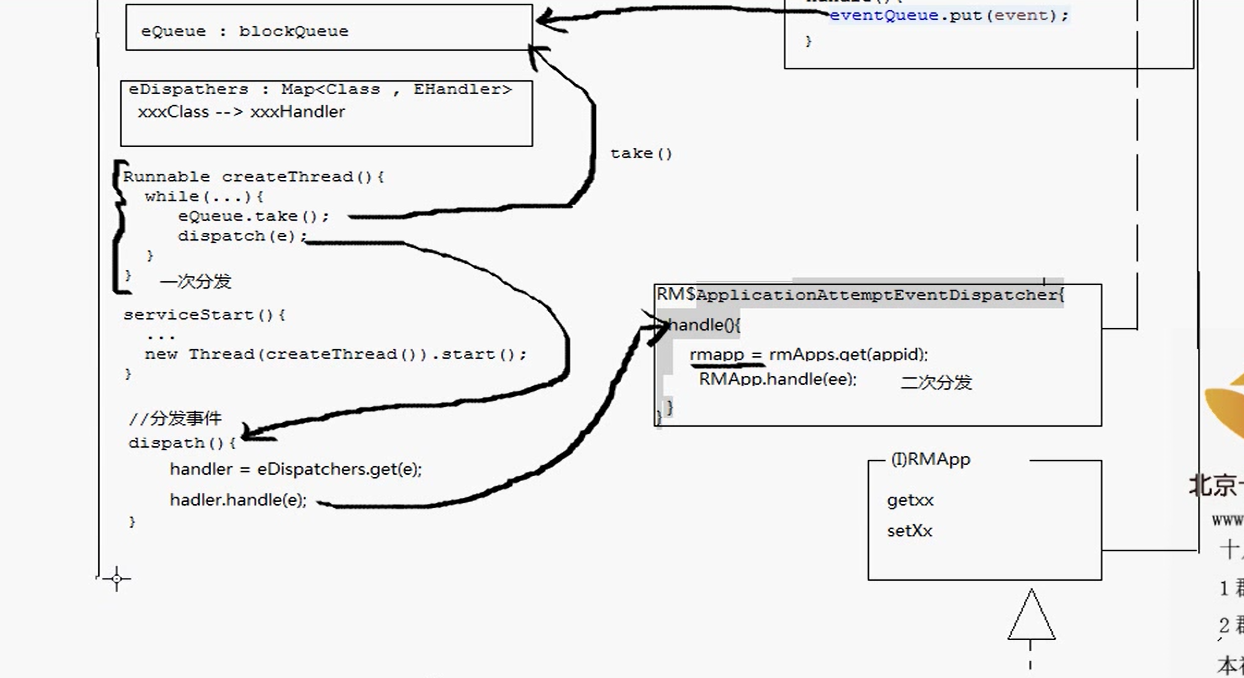 eventQueue.put(event);
}
eQueue : blockQueue
eDispathers : Map<Class , EHandler>
xxxClass --> xxxHandler
take()
Runnable createThread(){
while(...){
eQueue.take();
dispatch(e);
}
}
一次分发
serviceStart(){
...
new Thread(createThread()).start();
}
//分发事件
dispath(){
handler = eDispatchers.get(e);
hadler.handle(e);
}
RM$ApplicationAttemptEventDispatcher{
handle(){
rmapp = rmApps.get(appid);
RMApp.handle(ee);
二次分发
}
}
(I)RMApp
getxx
setXx
北京
www
十
1 群
2 群
本